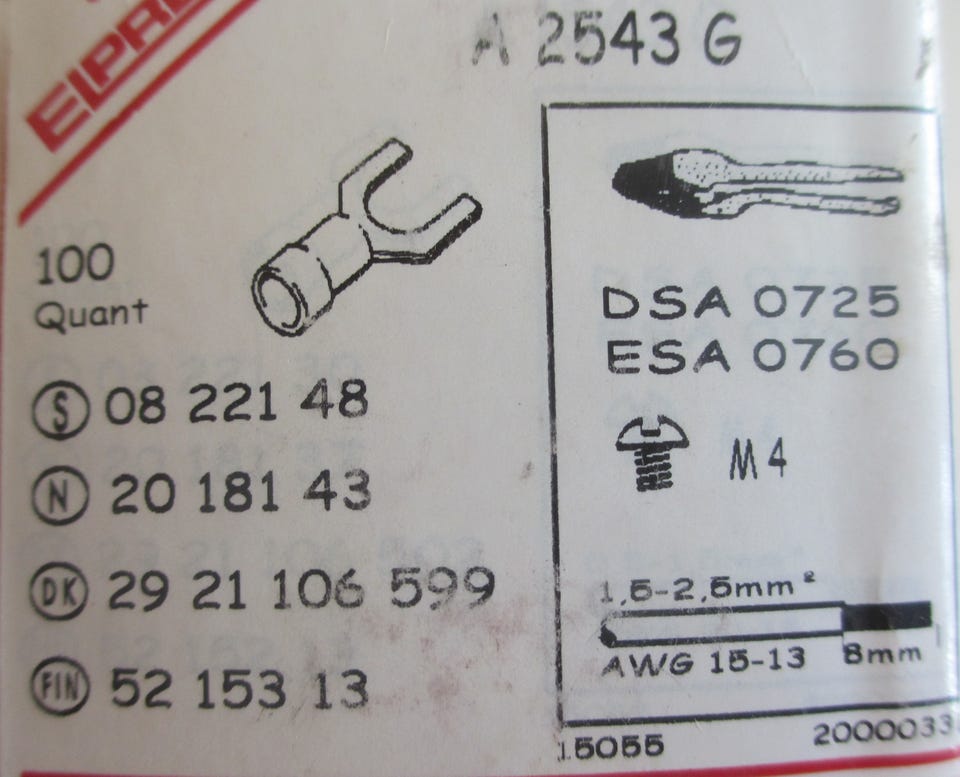 ELPRE
A 2543 G
100
Quant
S 08 221 48
N 20 181 43
DK 29 21 106 599
FIN 52 153 13
DSA 0725
ESA 0760
M4
1,5-2,5mm²
AWG 15-13 8mm
15055 2000033